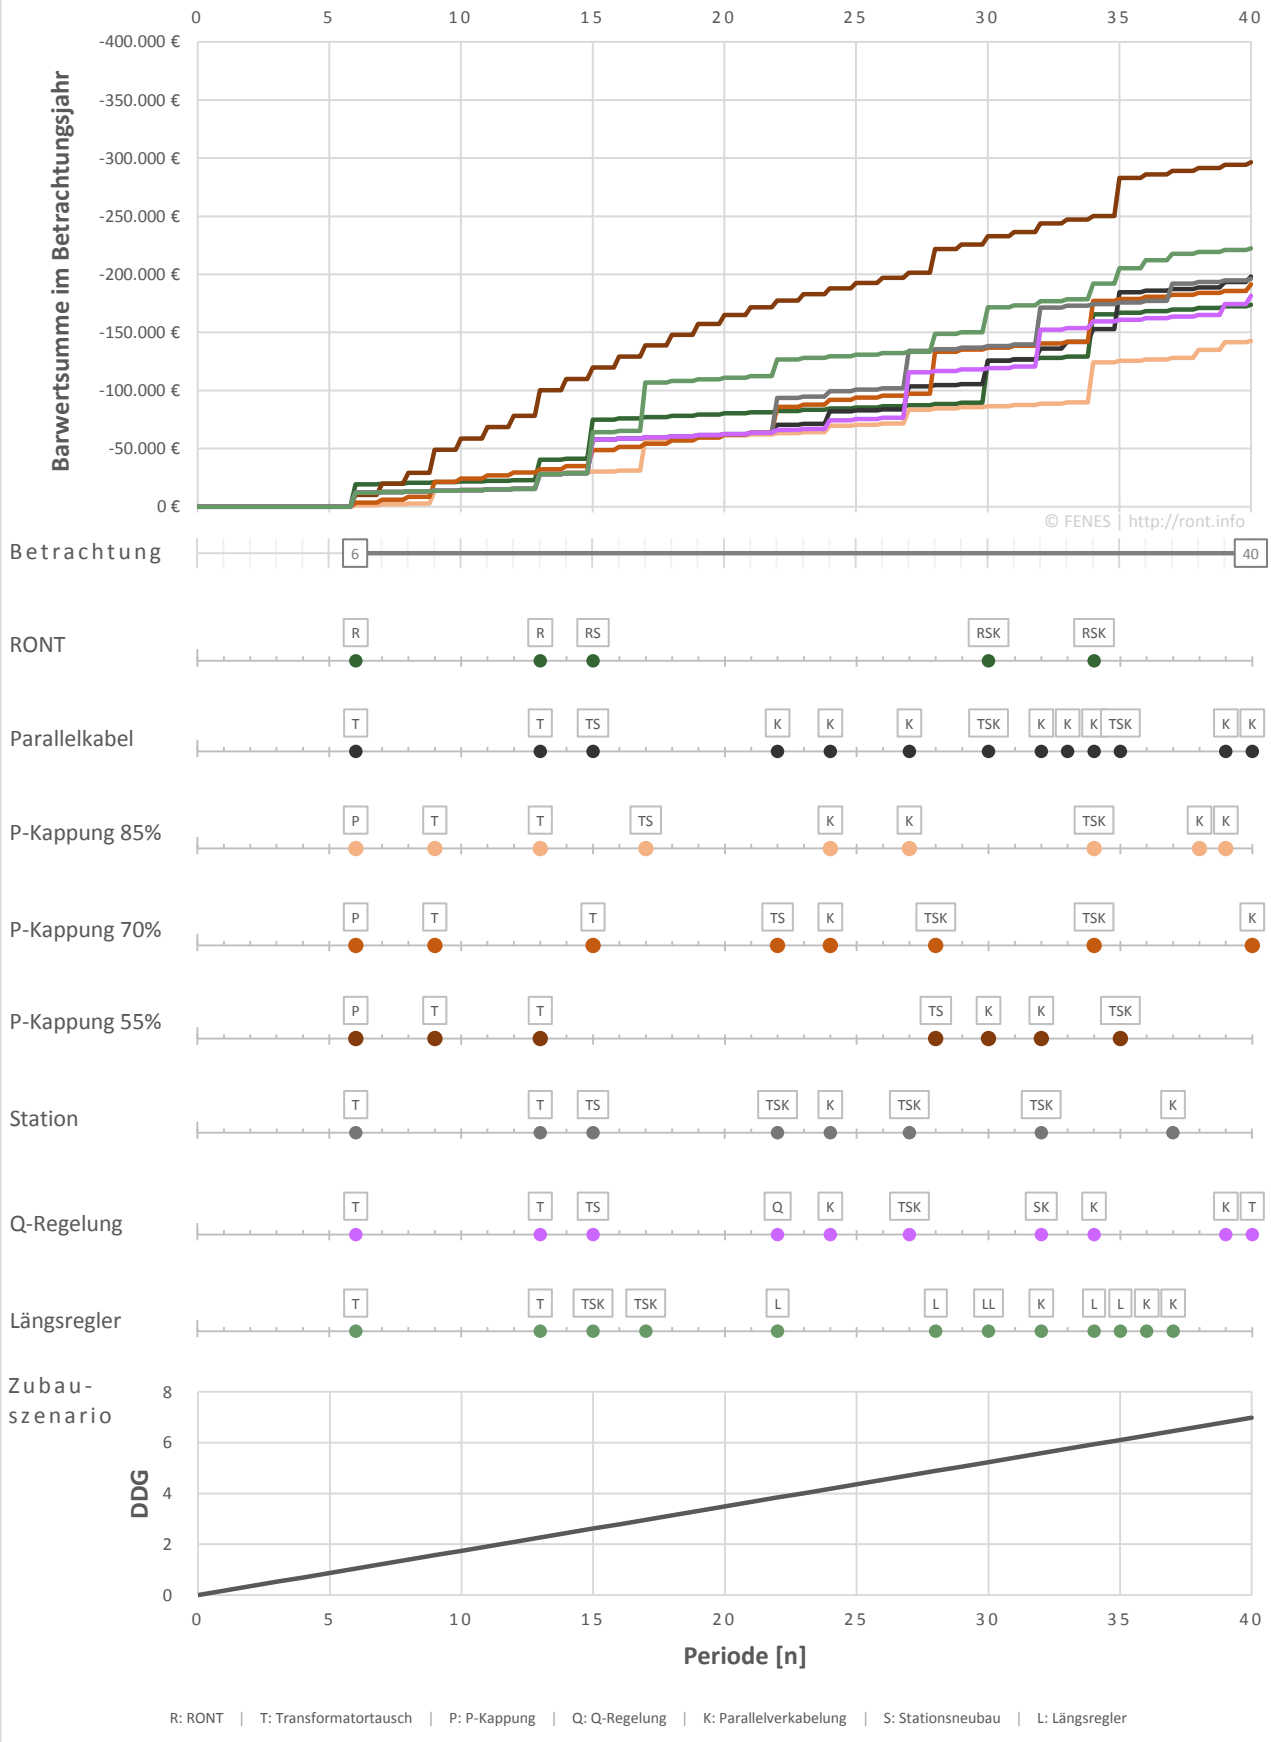 0 5 10 15 20 25 30 35 40
-400.000 €
-350.000 €
-300.000 €
-250.000 €
-200.000 €
-150.000 €
-100.000 €
-50.000 €
0 €
Barwertsumme im Betrachtungsjahr
© FENES | http://ront.info
Betrachtung 6 40
R R RS RSK RSK
RONT
T T TS K K K TSK K K K TSK K K
Parallelkabel
P T T TS K K TSK K K
P-Kappung 85%
P T T TS K TSK TSK K
P-Kappung 70%
P T T TS K K TSK
P-Kappung 55%
T T TS TSK K TSK TSK K
Station
T T TS Q K TSK SK K K T
Q-Regelung
T T TSK TSK L L LL K L L K K
Längsregler
Zubau-
szenario
8
6
4
2
0
DDG
0 5 10 15 20 25 30 35 40
Periode [n]
R: RONT | T: Transformatortausch | P: P-Kappung | Q: Q-Regelung | K: Parallelverkabelung | S: Stationsneubau | L: Längsregler